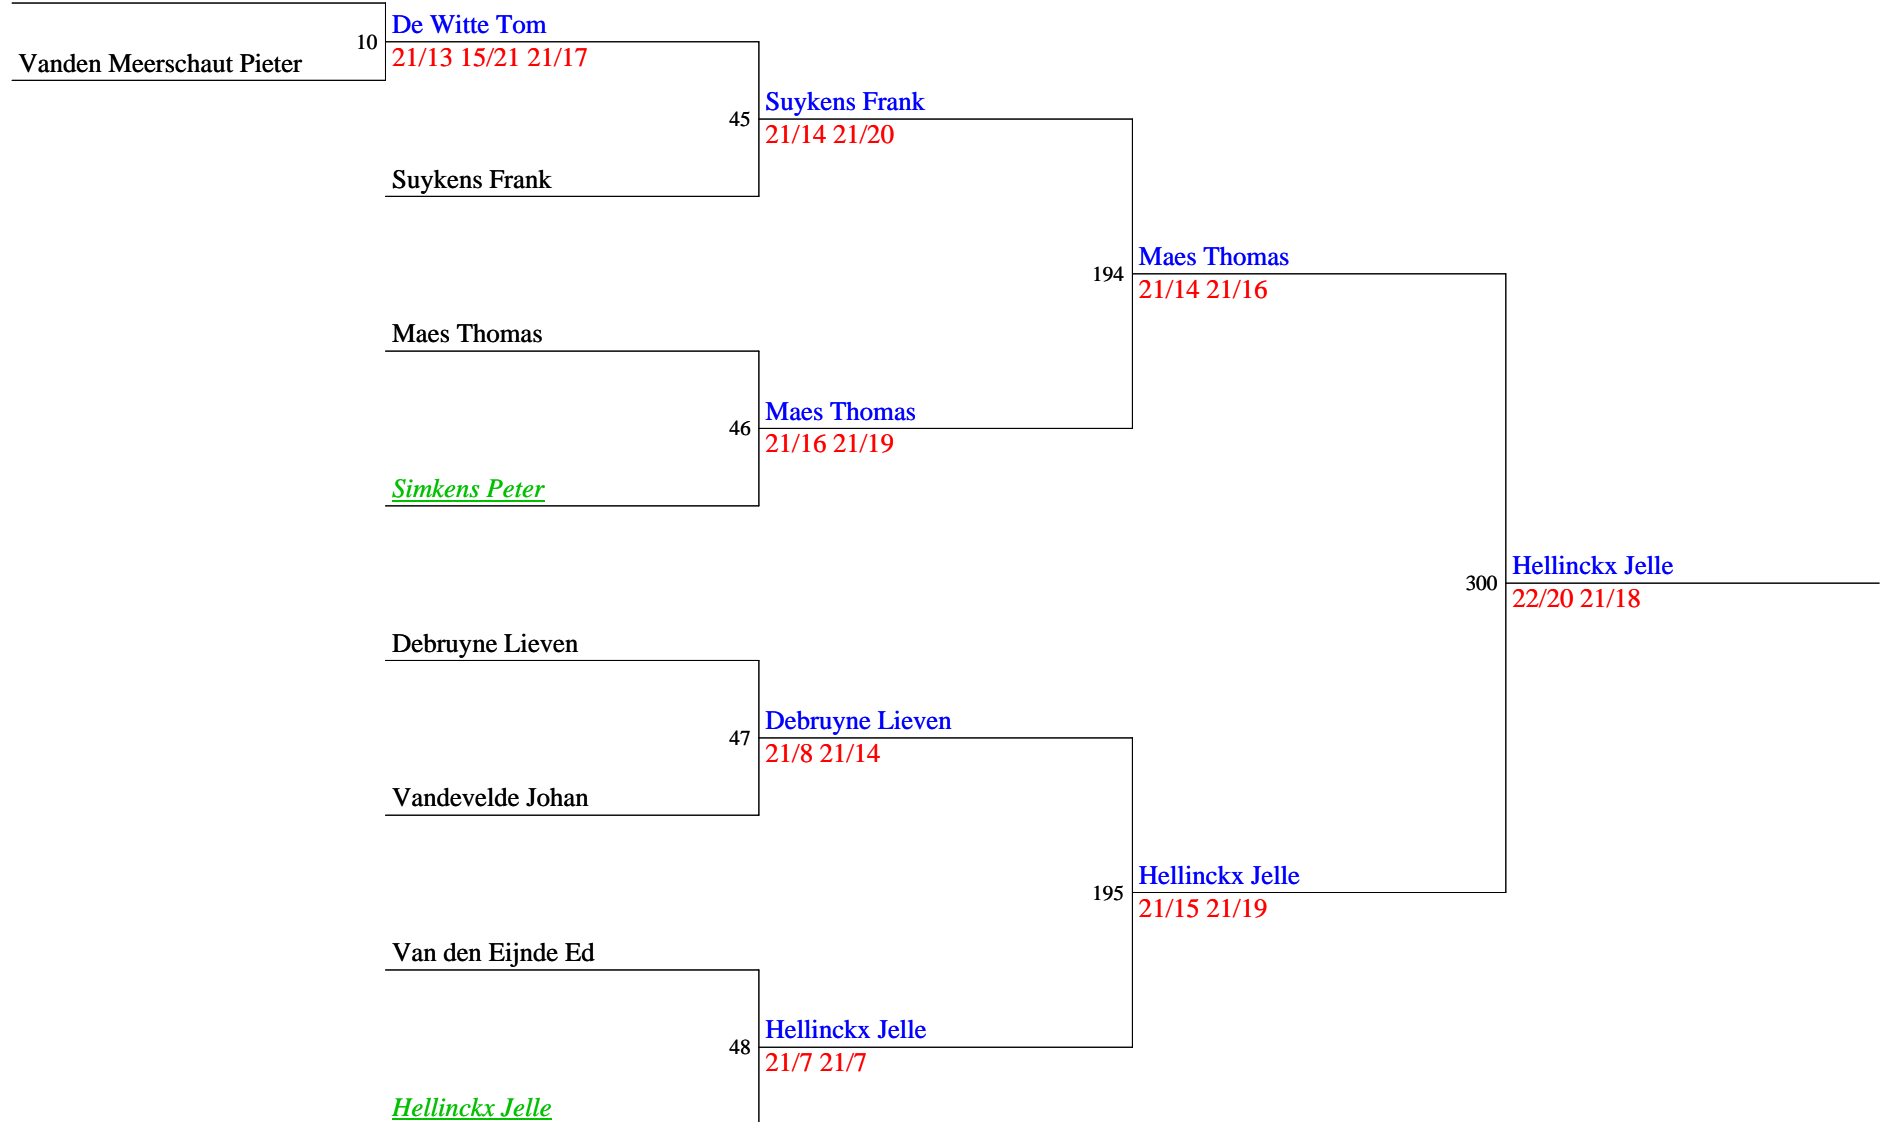 De Witte Tom
10
21/13 15/21 21/17
Vanden Meerschaut Pieter
Suykens Frank
45
21/14 21/20
Suykens Frank
Maes Thomas
194
21/14 21/16
Maes Thomas
Maes Thomas
46
21/16 21/19
Simkens Peter
Hellinckx Jelle
300
22/20 21/18
Debruyne Lieven
Debruyne Lieven
47
21/8 21/14
Vandevelde Johan
Hellinckx Jelle
195
21/15 21/19
Van den Eijnde Ed
Hellinckx Jelle
48
21/7 21/7
Hellinckx Jelle